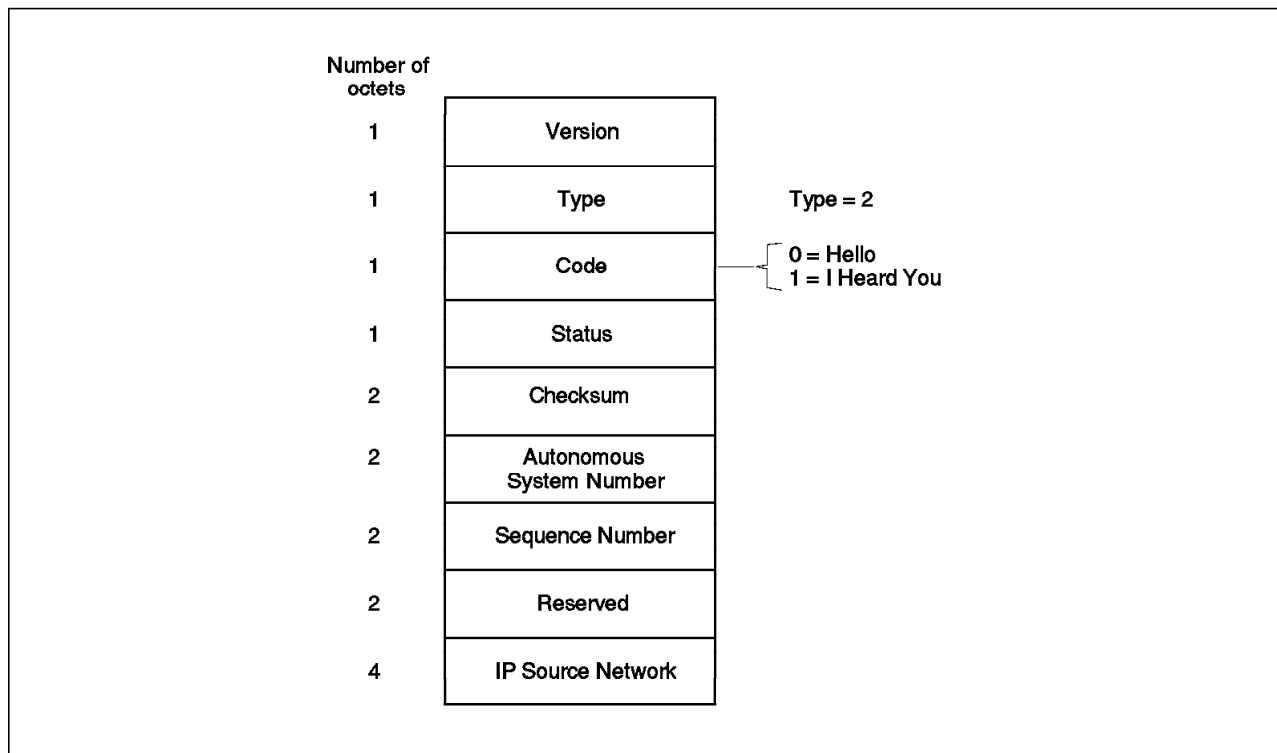 Number of
octets
1 Version
1 Type Type = 2
1 Code 0 = Hello
1 = I Heard You
1 Status
2 Checksum
2 Autonomous
System Number
2 Sequence Number
2 Reserved
4 IP Source Network